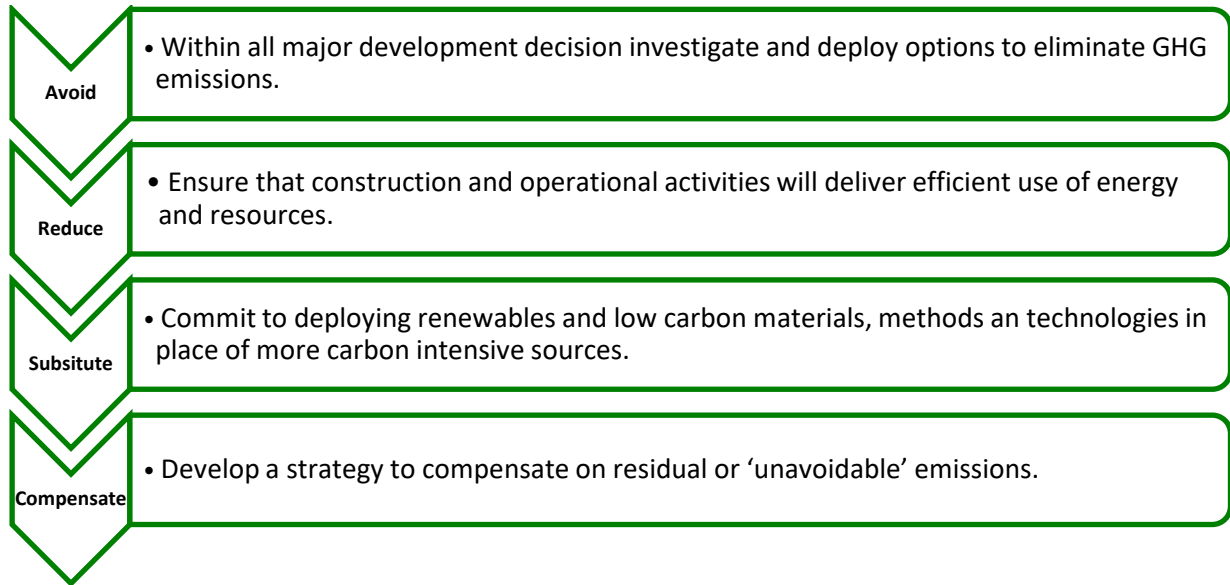 Avoid
• Within all major development decision investigate and deploy options to eliminate GHG
emissions.
Reduce
• Ensure that construction and operational activities will deliver efficient use of energy
and resources.
Subsitute
• Commit to deploying renewables and low carbon materials, methods an technologies in
place of more carbon intensive sources.
Compensate
• Develop a strategy to compensate on residual or ‘unavoidable’ emissions.